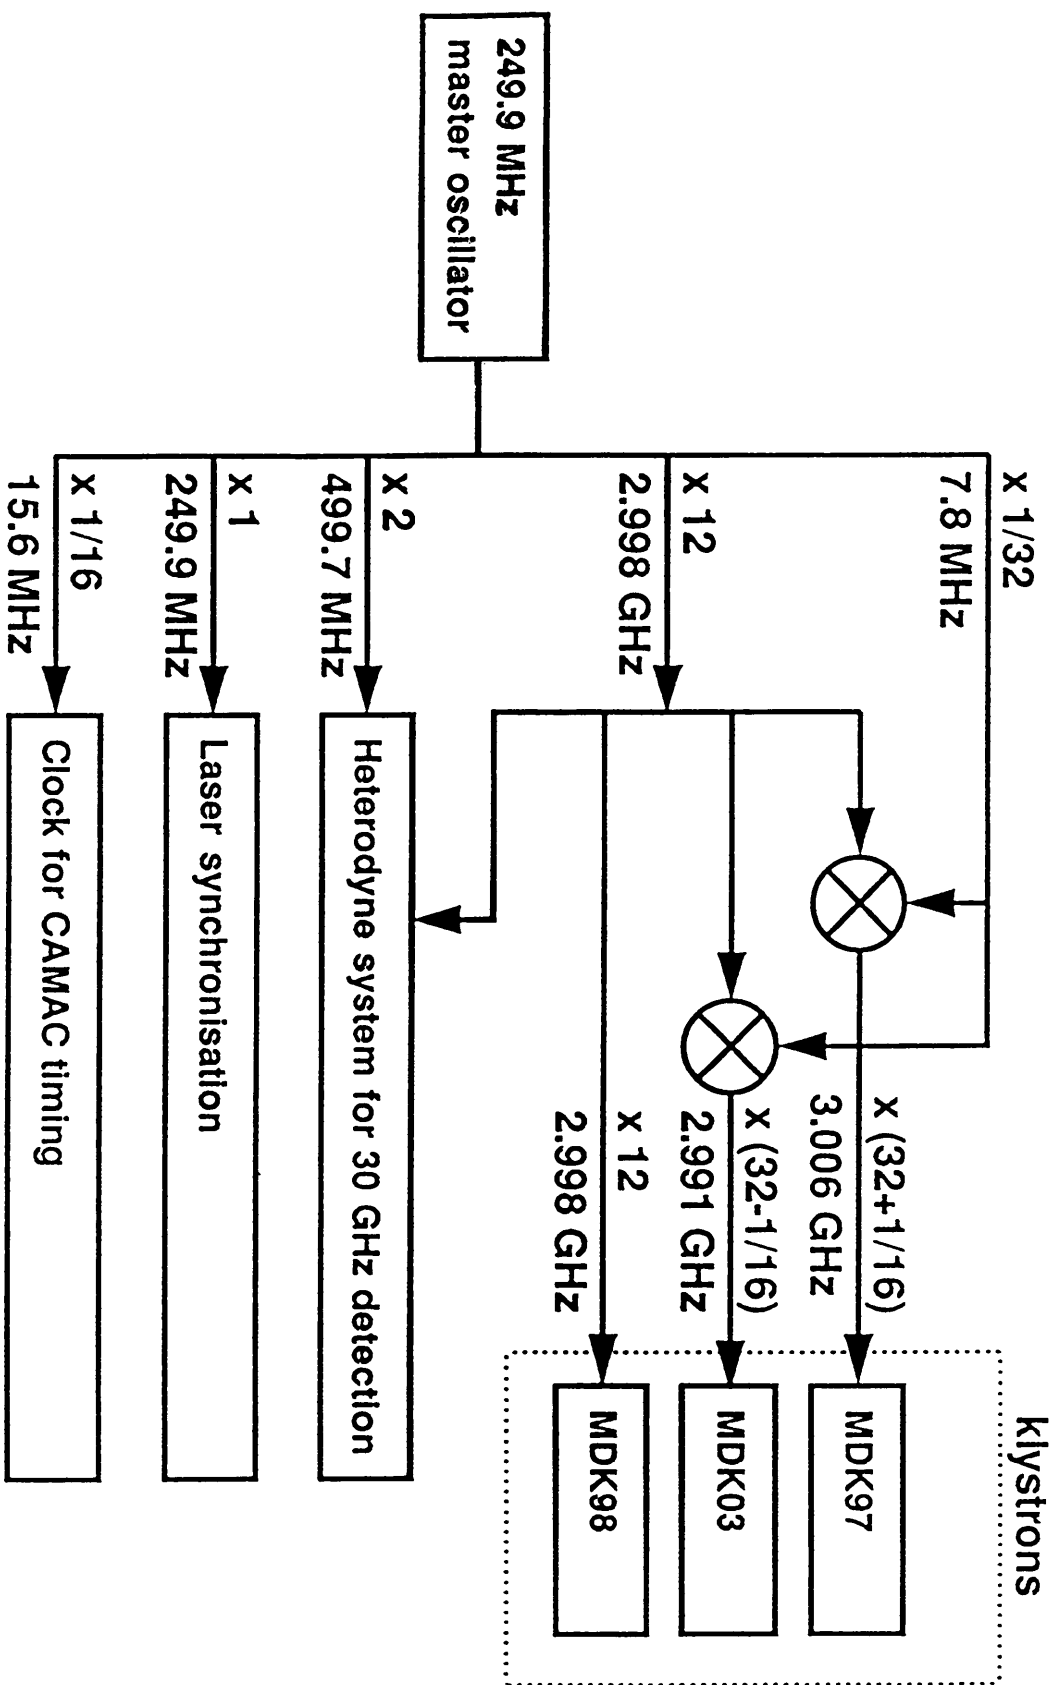 klystrons
249.9 MHz
master oscillator
x 1/32
7.8 MHz
x (32+1/16)
3.006 GHz
MDK97
x (32-1/16)
2.991 GHz
MDK03
x 12
2.998 GHz
x 12
2.998 GHz
MDK98
x 2
499.7 MHz
Heterodyne system for 30 GHz detection
x 1
249.9 MHz
Laser synchronisation
x 1/16
15.6 MHz
Clock for CAMAC timing